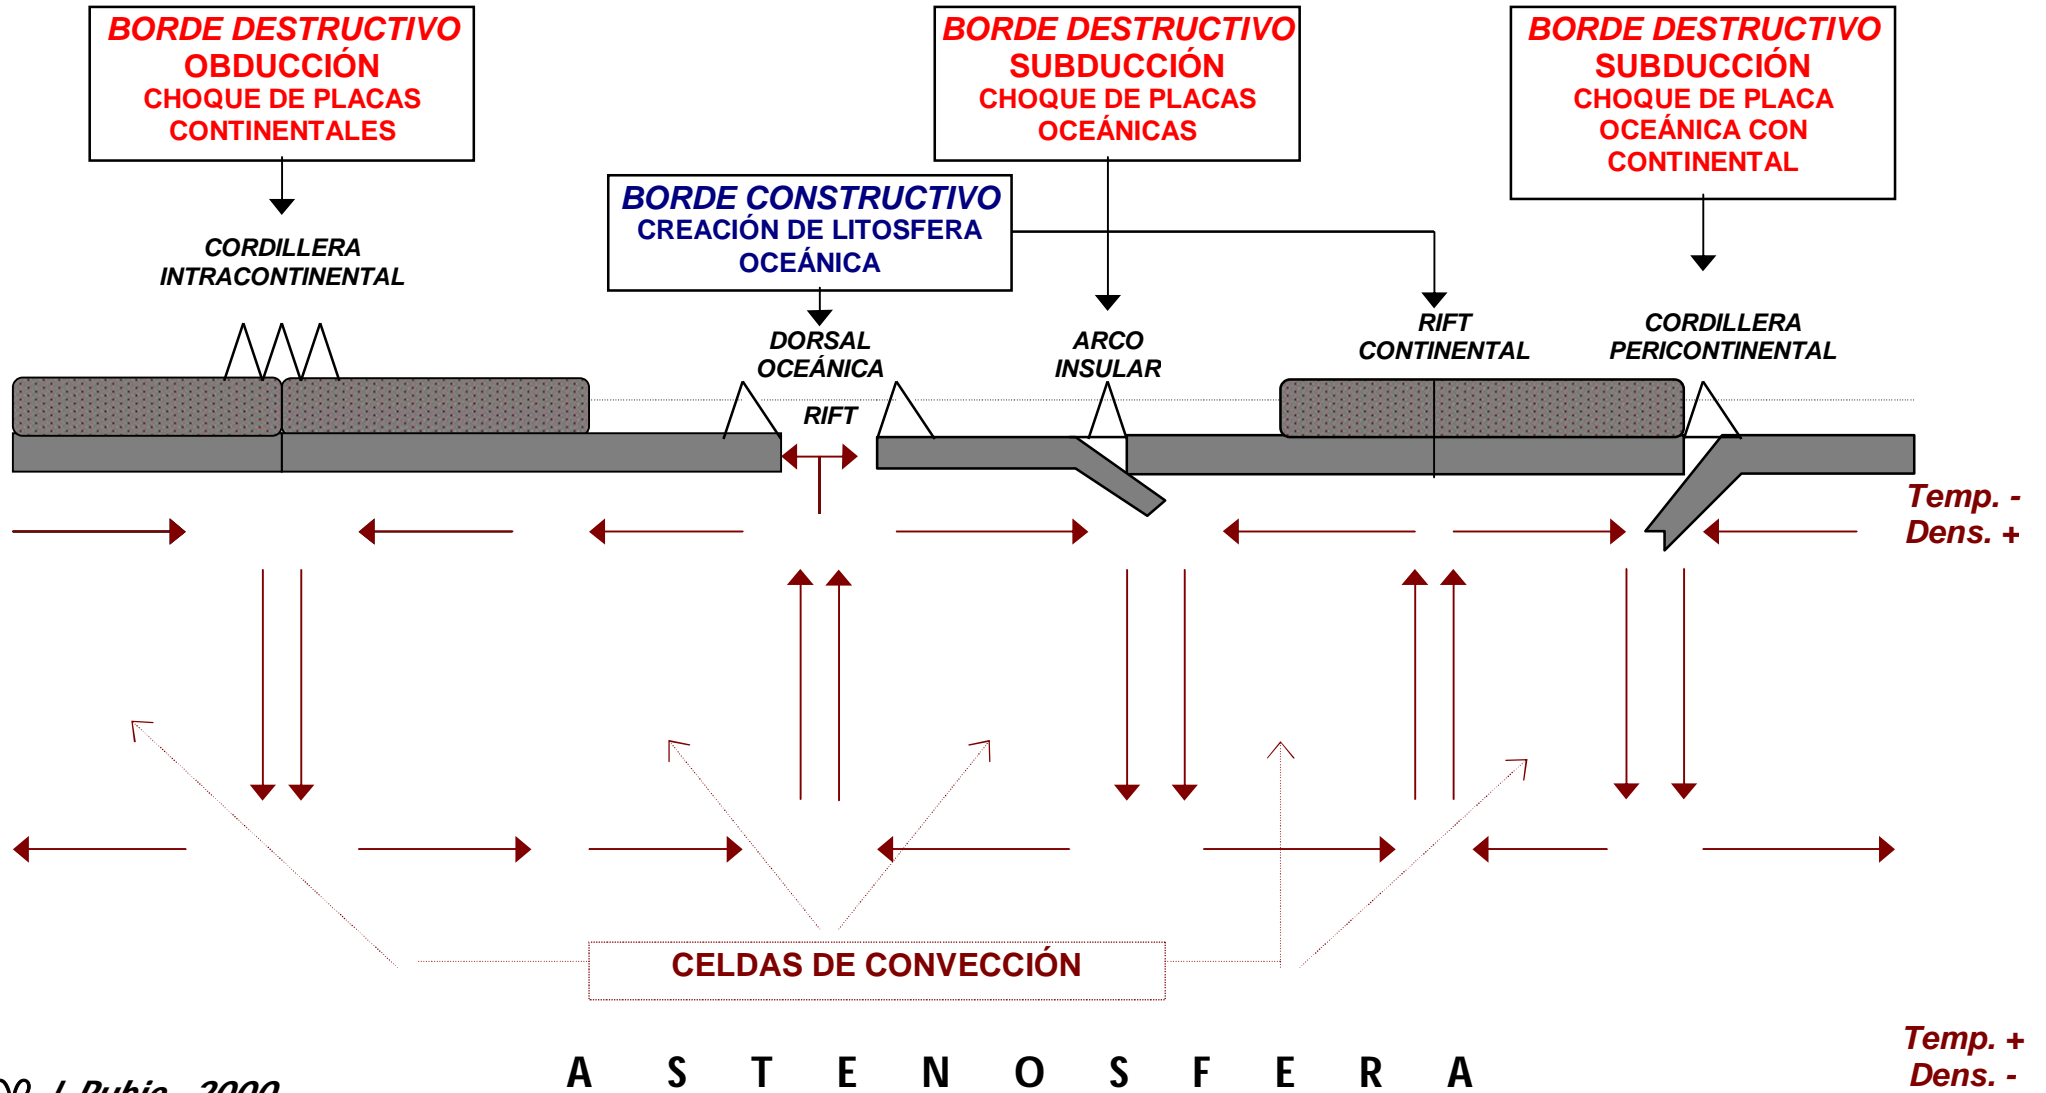 BORDE DESTRUCTIVO
OBDUCCIÓN
CHOQUE DE PLACAS
CONTINENTALES
BORDE DESTRUCTIVO
SUBDUCCIÓN
CHOQUE DE PLACAS
OCEÁNICAS
BORDE DESTRUCTIVO
SUBDUCCIÓN
CHOQUE DE PLACA
OCEÁNICA CON
CONTINENTAL
BORDE CONSTRUCTIVO
CREACIÓN DE LITOSFERA
OCEÁNICA
CORDILLERA
INTRACONTINENTAL
DORSAL
OCEÁNICA
RIFT
ARCO
INSULAR
RIFT
CONTINENTAL
CORDILLERA
PERICONTINENTAL
Temp. -
Dens. +
CELDAS DE CONVECCIÓN
Temp. +
Dens. -
A S T E N O S F E R A
J. Rubio 2000